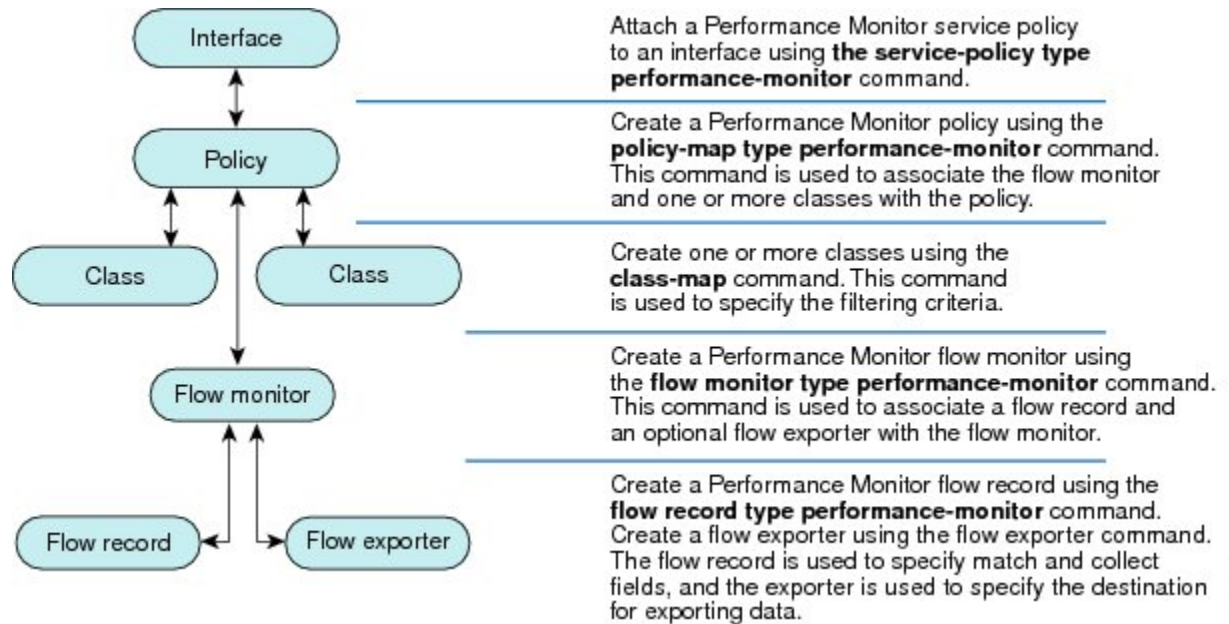 Interface
Attach a Performance Monitor service policy
to an interface using the service-policy type
performance-monitor command.
Policy
Create a Performance Monitor policy using the
policy-map type performance-monitor command.
This command is used to associate the flow monitor
and one or more classes with the policy.
Class
Class
Create one or more classes using the
class-map command. This command
is used to specify the filtering criteria.
Flow monitor
Create a Performance Monitor flow monitor using
the flow monitor type performance-monitor command.
This command is used to associate a flow record and
an optional flow exporter with the flow monitor.
Flow record
Flow exporter
Create a Performance Monitor flow record using the
flow record type performance-monitor command.
Create a flow exporter using the flow exporter command.
The flow record is used to specify match and collect
fields, and the exporter is used to specify the destination
for exporting data.